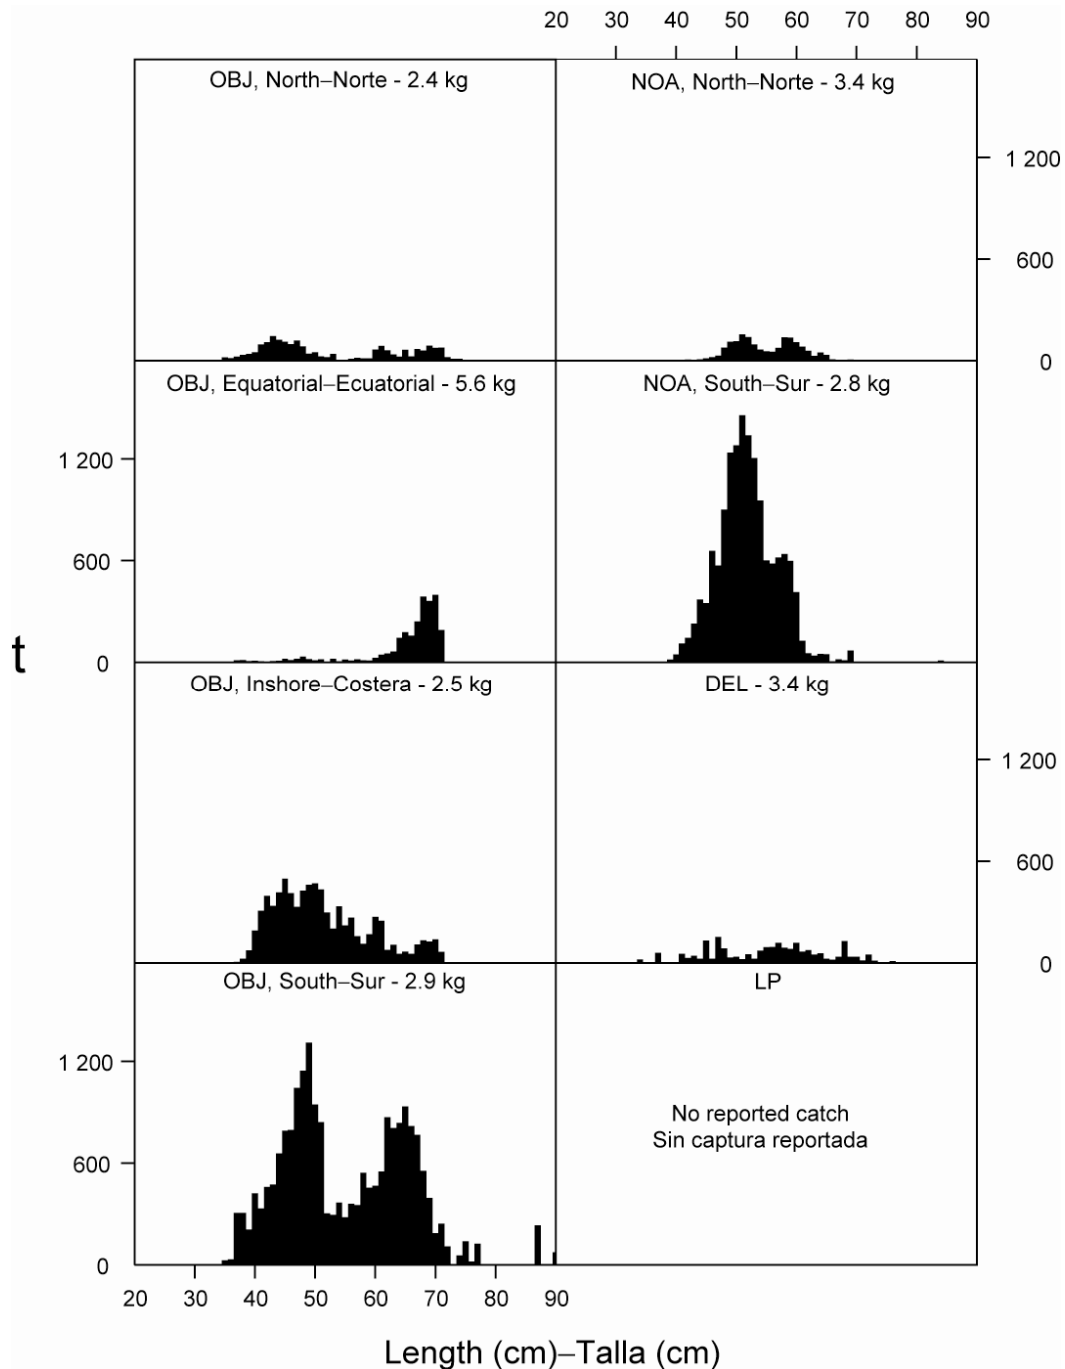 20 30 40 50 60 70 80 90
OBJ, North–Norte - 2.4 kg
NOA, North–Norte - 3.4 kg
1 200
600
0
OBJ, Equatorial–Ecuatorial - 5.6 kg
NOA, South–Sur - 2.8 kg
1 200
600
0
t
OBJ, Inshore–Costera - 2.5 kg
DEL - 3.4 kg
1 200
600
0
OBJ, South–Sur - 2.9 kg
LP
1 200
600
0
No reported catch
Sin captura reportada
20 30 40 50 60 70 80 90
Length (cm)–Talla (cm)